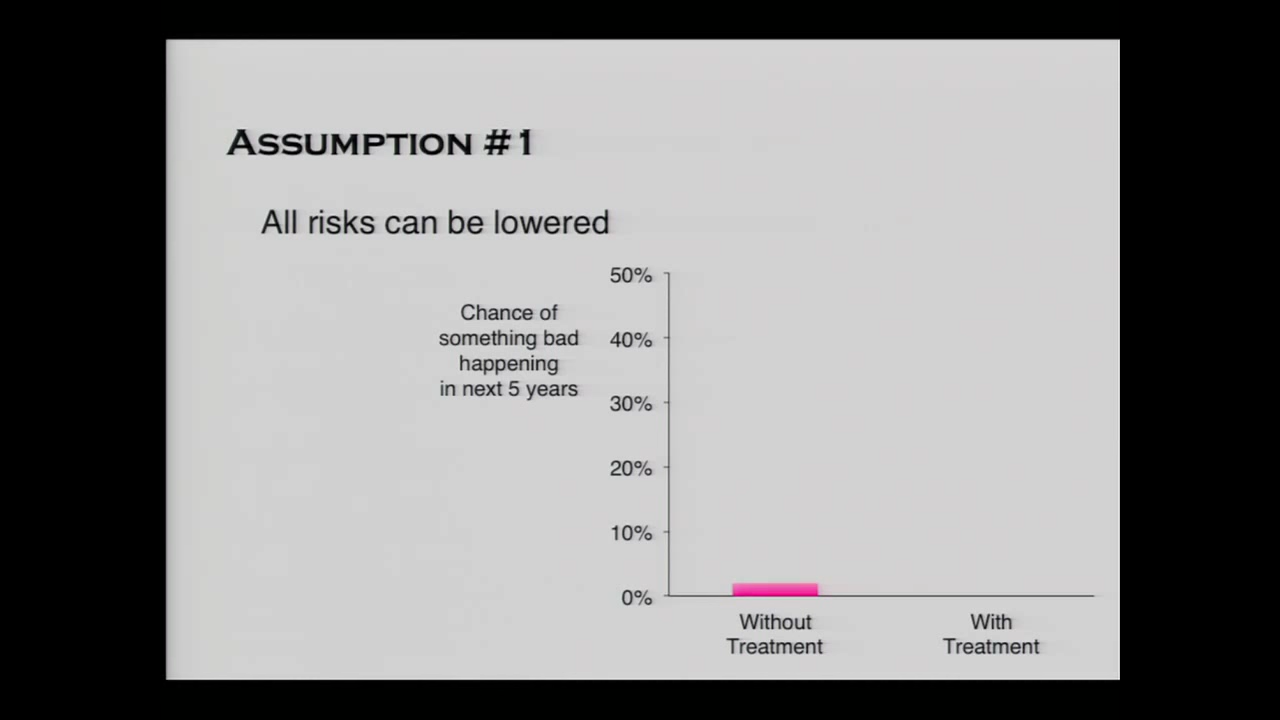 ASSUMPTION #1
All risks can be lowered
Chance of
something bad
happening
in next 5 years
50%
40%
30%
20%
10%
0%
Without
Treatment
With
Treatment